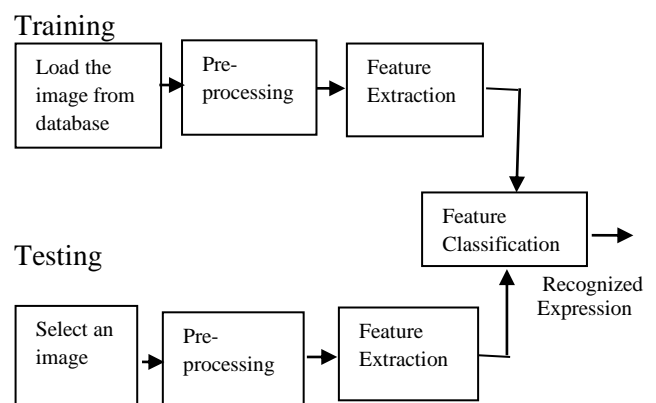 Training
Load the
image from
database
Pre-
processing
Feature
Extraction
Feature
Classification
Recognized
Expression
Testing
Select an
image
Pre-
processing
Feature
Extraction